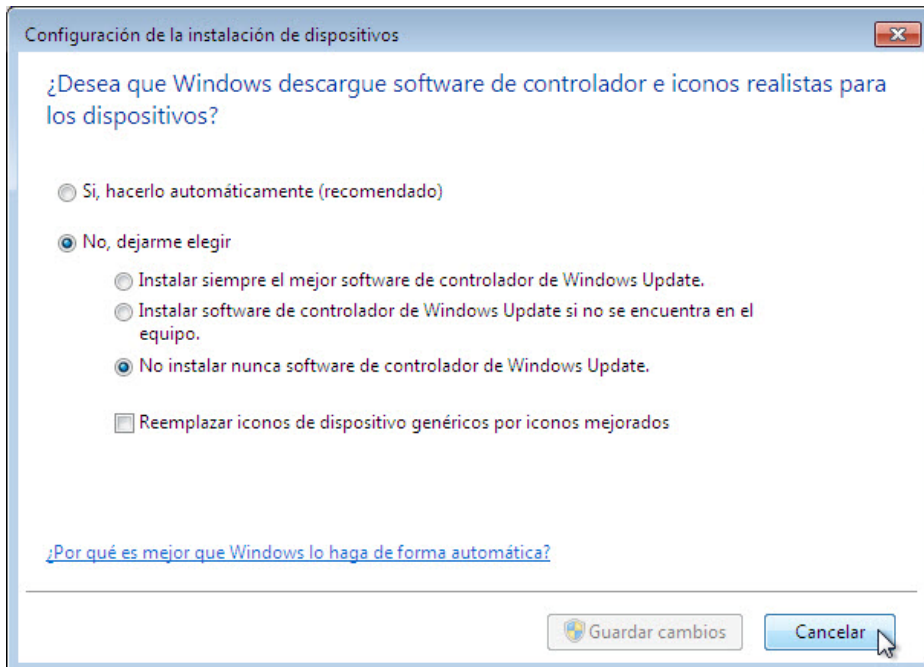 Configuración de la instalación de dispositivos
¿Desea que Windows descargue software de controlador e iconos realistas para
los dispositivos?
Si, hacerlo automáticamente (recomendado)
No, dejarme elegir
Instalar siempre el mejor software de controlador de Windows Update.
Instalar software de controlador de Windows Update si no se encuentra en el
equipo.
No instalar nunca software de controlador de Windows Update.
Reemplazar iconos de dispositivo genéricos por iconos mejorados
¿Por qué es mejor que Windows lo haga de forma automática?
Guardar cambios
Cancelar